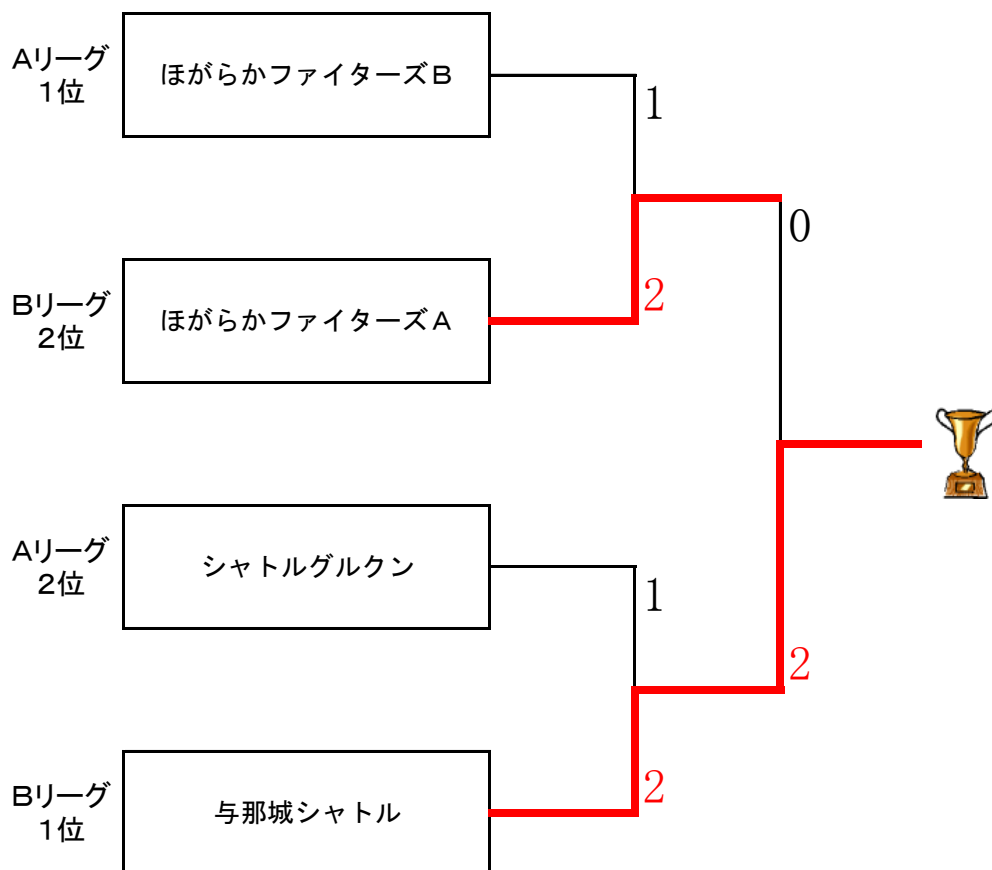 Aリーグ
1位
ほがらかファイターズB
1
0
Bリーグ
2位
ほがらかファイターズA
2
Aリーグ
2位
シャトルグルクン
1
2
Bリーグ
1位
与那城シャトル
2